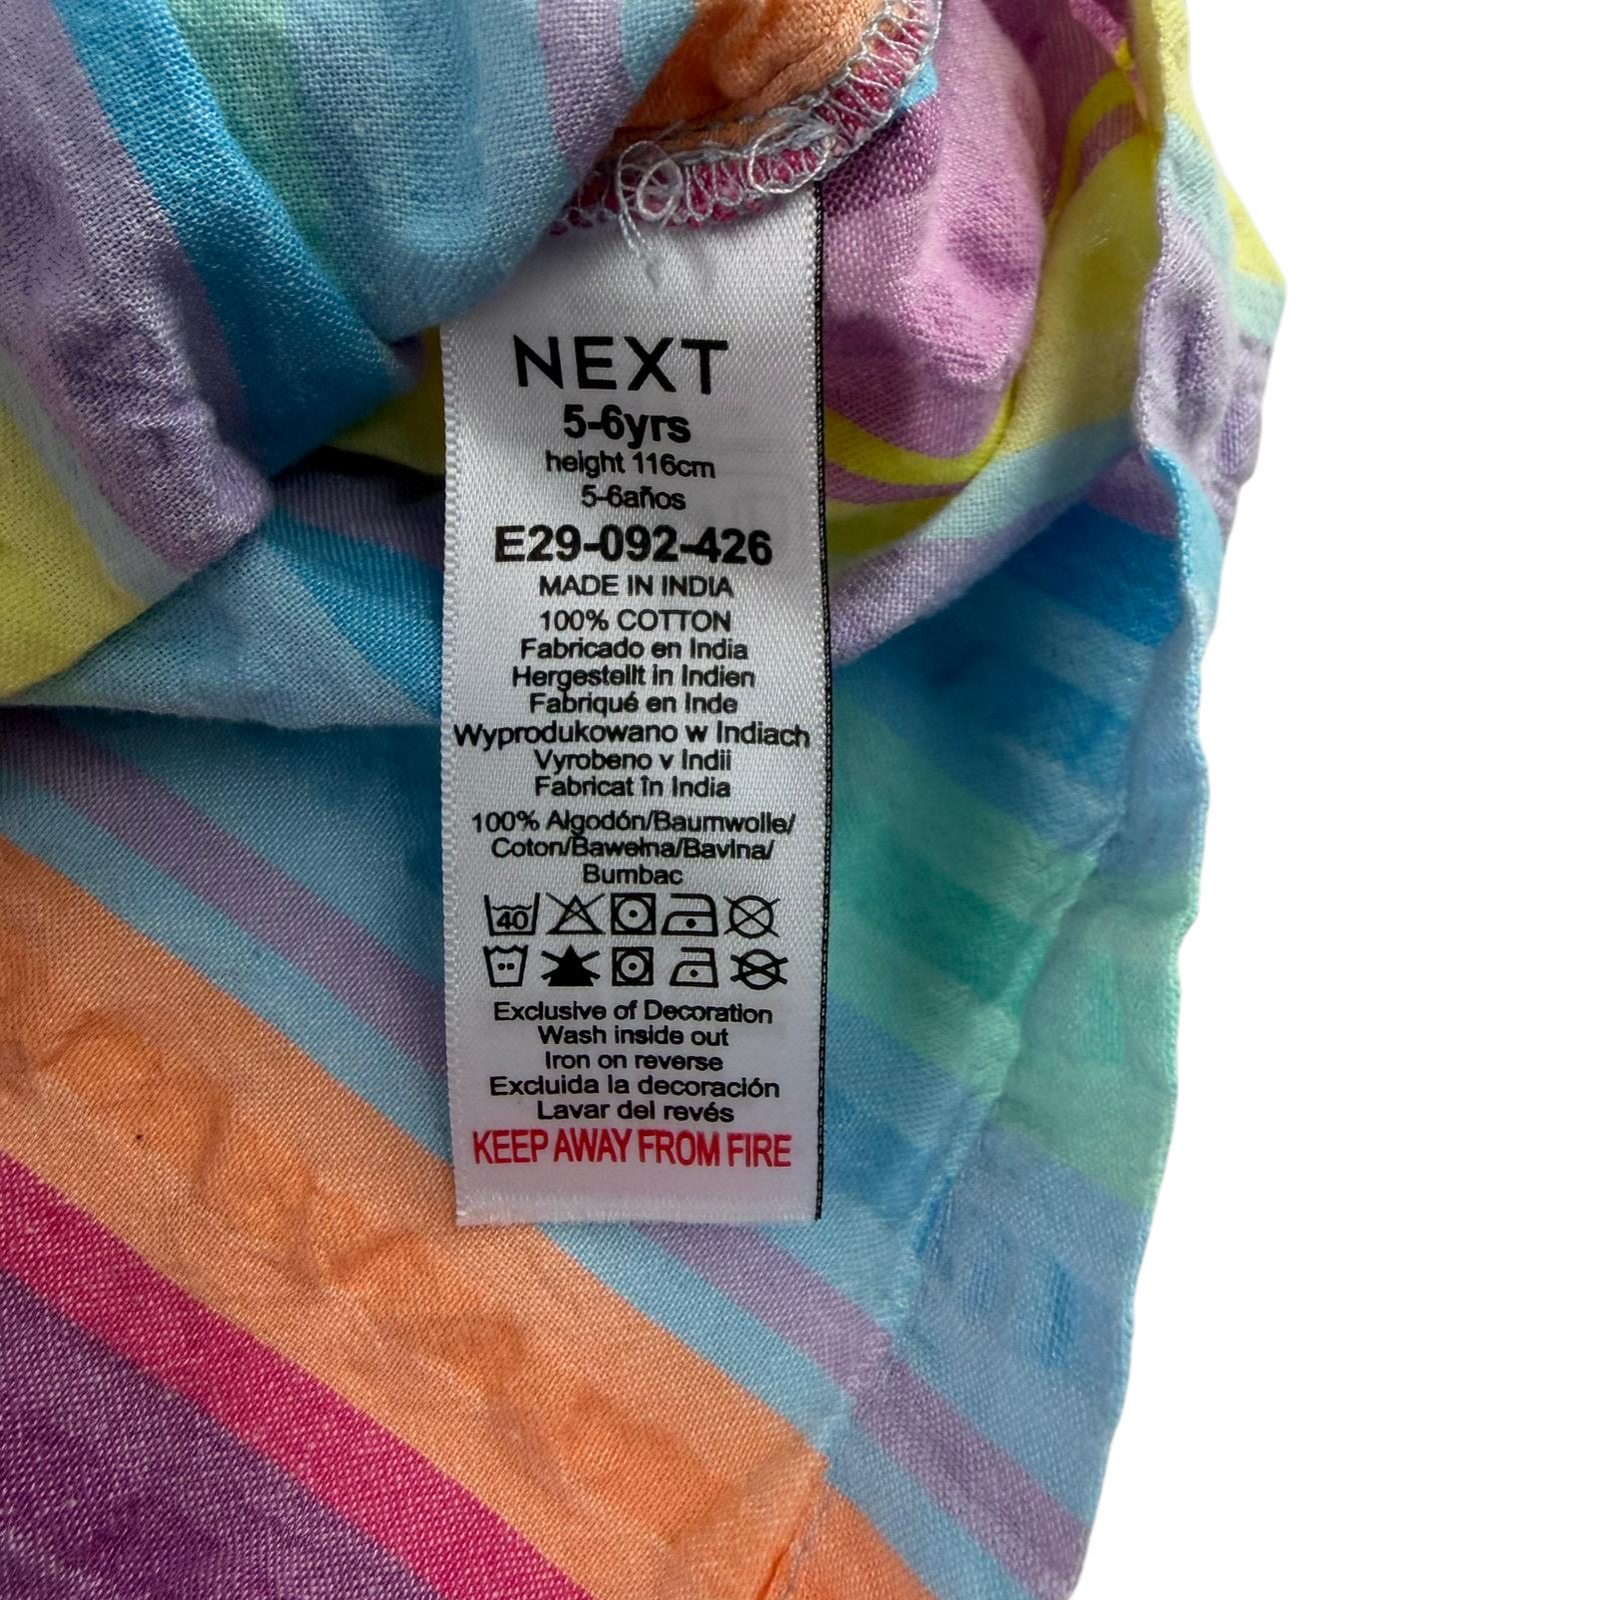 NEXT
5-6yrs
height 116cm
5-6años
E29-092-426
MADE IN INDIA
100% COTTON
Fabricado en India
Hergestellt in Indien
Fabriqué en Inde
Wyprodukowano w Indiach
Vyrobeno v Indii
Fabricat în India
100% Algodón/Baumwolle/
Coton/Bawełna/Bavlna/
Bumbac
40
Exclusive of Decoration
Wash inside out
Iron on reverse
Excluida la decoración
Lavar del revés
KEEP AWAY FROM FIRE